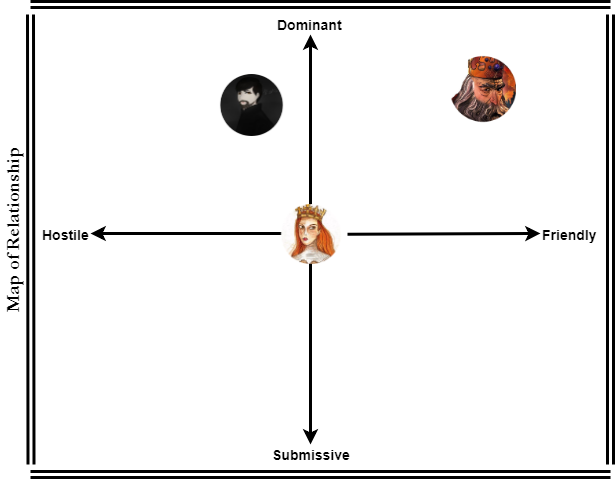 Dominant
Map of Relationship
Hostile
Friendly
Submissive